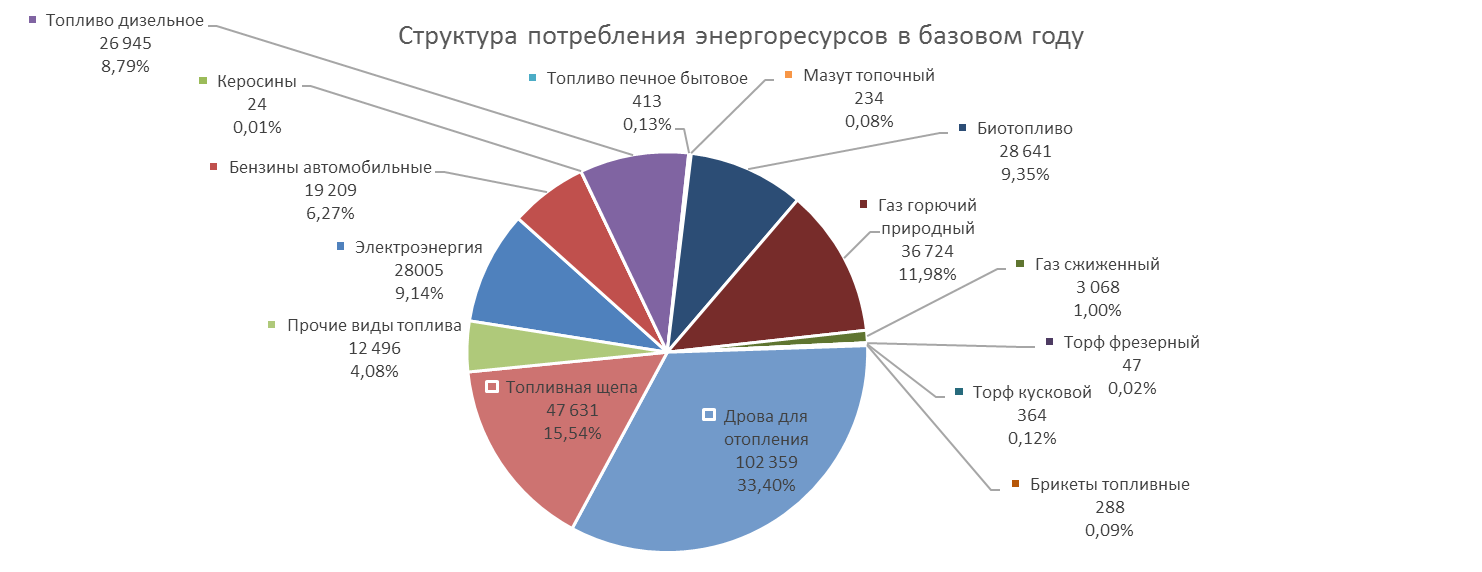 Структура потребления энергоресурсов в базовом году
Топливо дизельное
26 945
8,79%
Керосины
24
0,01%
Бензины автомобильные
19 209
6,27%
Электроэнергия
28005
9,14%
Прочие виды топлива
12 496
4,08%
Топливная щепа
47 631
15,54%
Дрова для
отопления
102 359
33,40%
Топливо печное бытовое
413
0,13%
Мазут топочный
234
0,08%
Биотопливо
28 641
9,35%
Газ горючий
природный
36 724
11,98%
Газ сжиженный
3 068
1,00%
Торф фрезерный
47
0,02%
Торф кусковой
364
0,12%
Брикеты топливные
288
0,09%